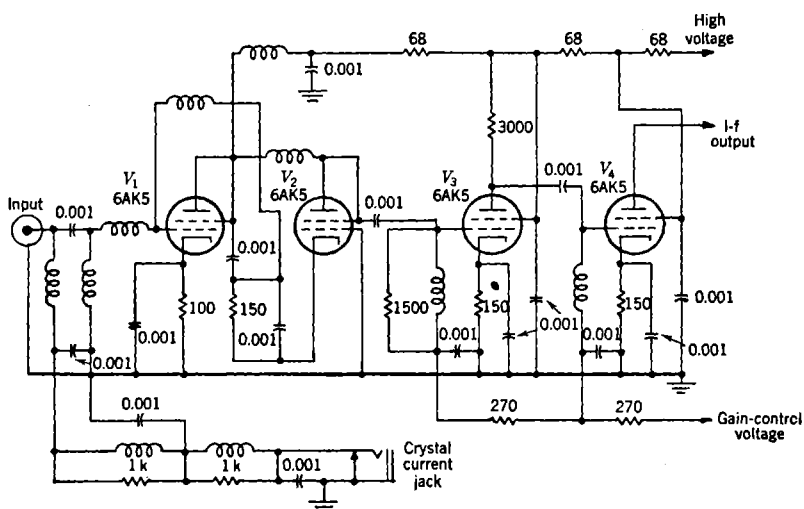 High
voltage
68
68
68
0.001
3000
I-f
output
V1
6AK5
V2
6AK5
V3
6AK5
0.001
V4
6AK5
Input
0.001
0.001
0.001
100
150
1500
150
150
0.001
0.001
0.001
0.001
0.001
0.001
0.001
0.001
0.001
270
270
Gain-control
voltage
1k
1k
0.001
Crystal
current
jack